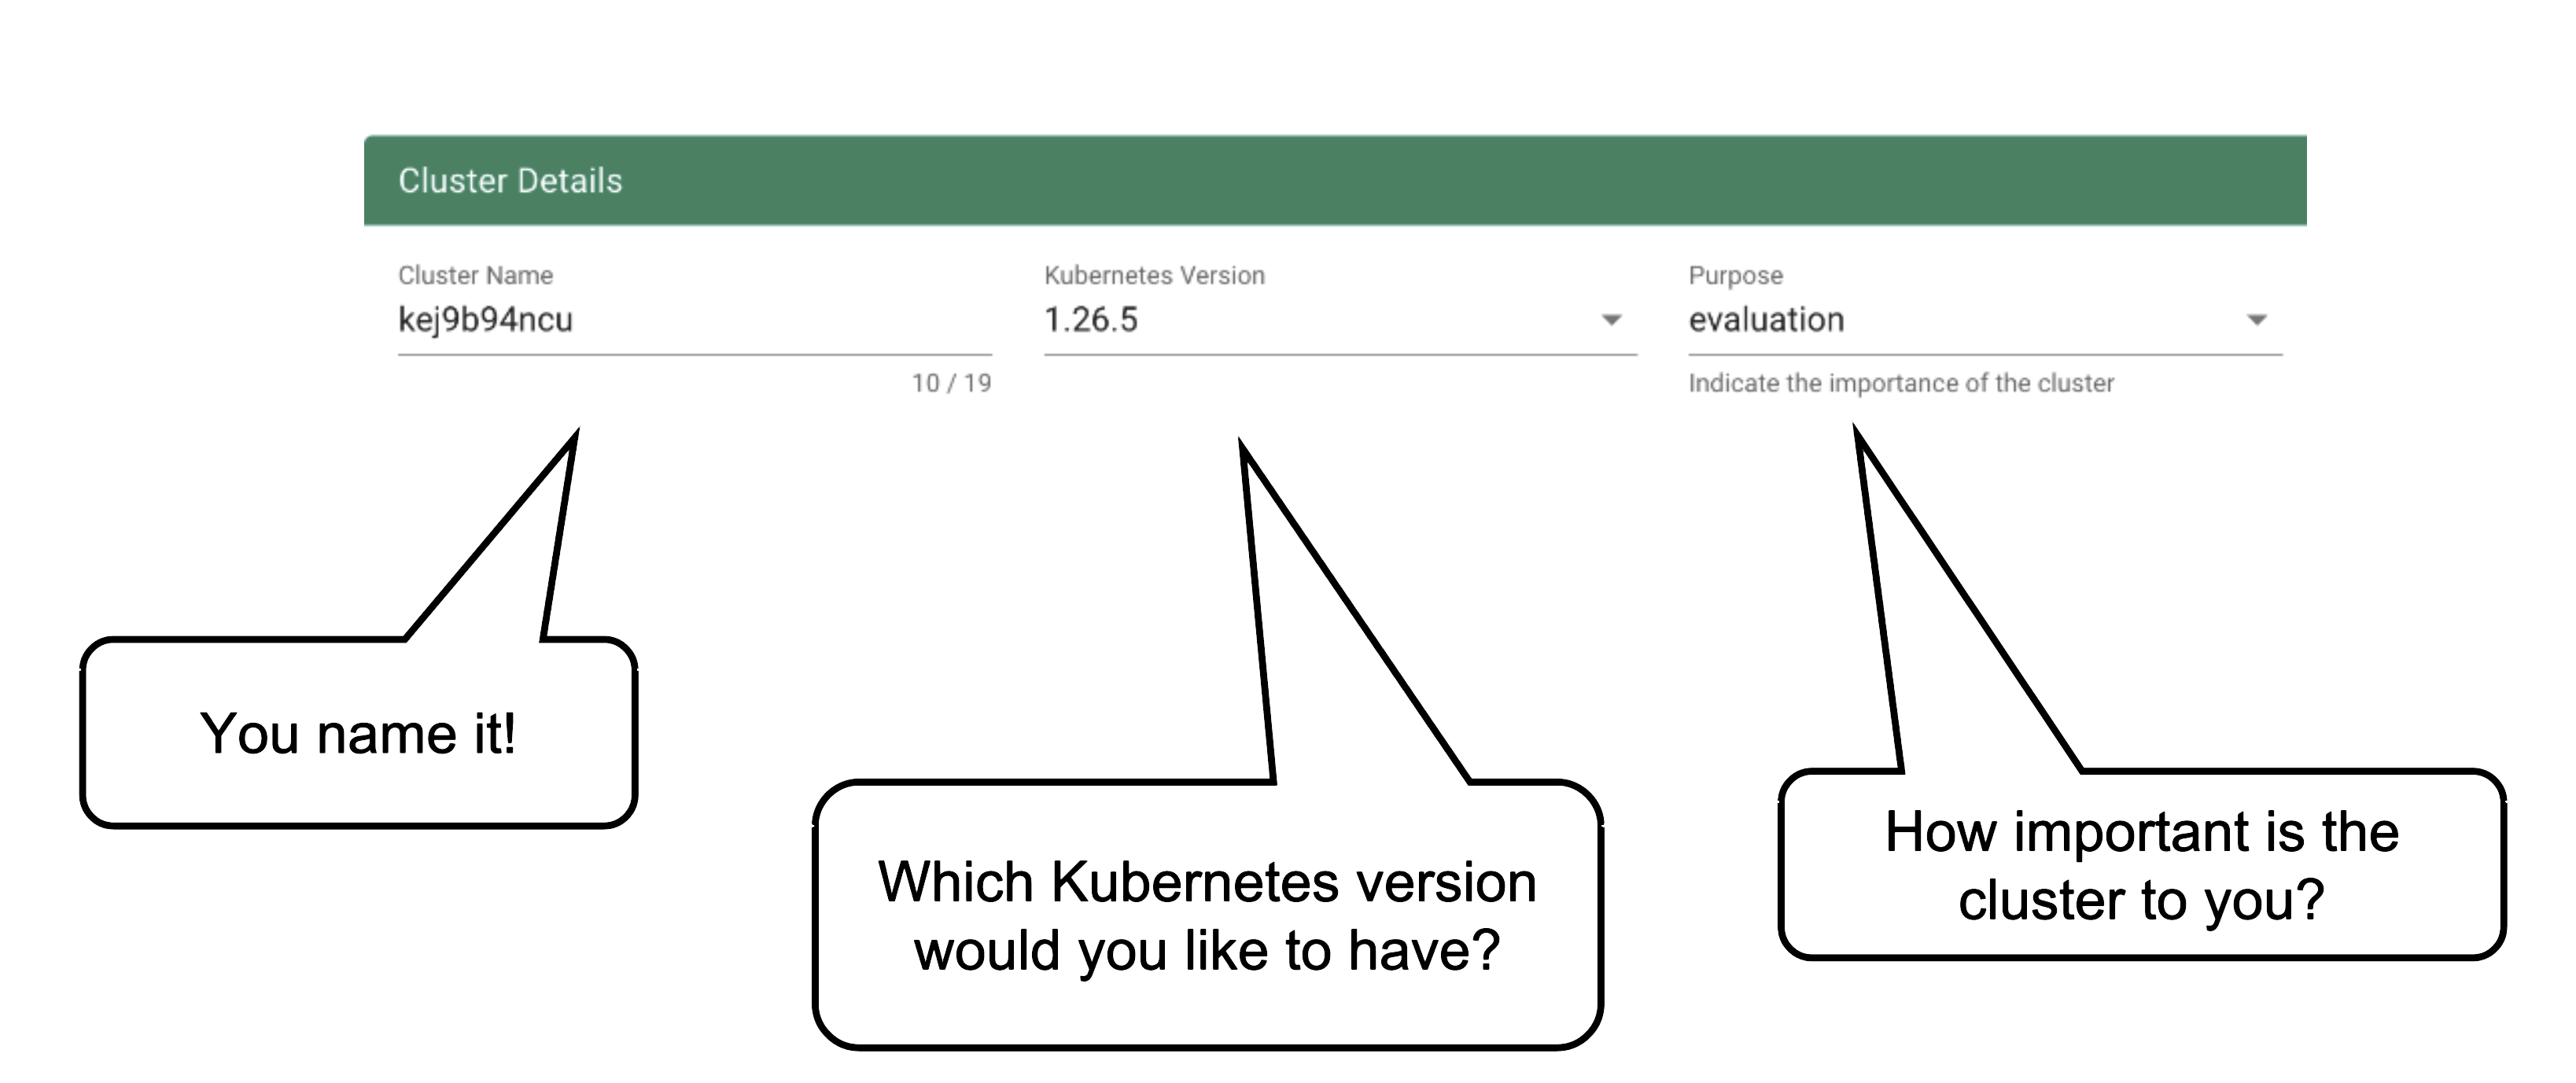 Cluster Details
Cluster Name
kej9b94ncu
10 / 19
Kubernetes Version
1.26.5
Purpose
evaluation
Indicate the importance of the cluster
You name it!
Which Kubernetes version
would you like to have?
How important is the
cluster to you?